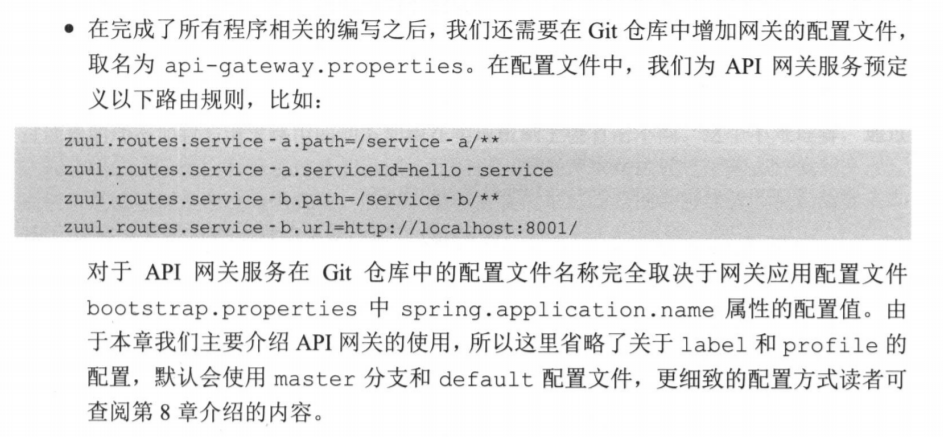 • 在完成了所有程序相关的编写之后，我们还需要在 Git 仓库中增加网关的配置文件，
取名为 api-gateway.properties。在配置文件中，我们为 API 网关服务预定
义以下路由规则，比如：
zuul.routes.service-a.path=/service-a/**
zuul.routes.service-a.serviceId=hello-service
zuul.routes.service-b.path=/service-b/**
zuul.routes.service-b.url=http://localhost:8001/
对于 API 网关服务在 Git 仓库中的配置文件名称完全取决于网关应用配置文件
bootstrap.properties 中 spring.application.name 属性的配置值。由
于本章我们主要介绍 API 网关的使用，所以这里省略了关于 label 和 profile 的
配置，默认会使用 master 分支和 default 配置文件，更细致的配置方式读者可
查阅第 8 章介绍的内容。